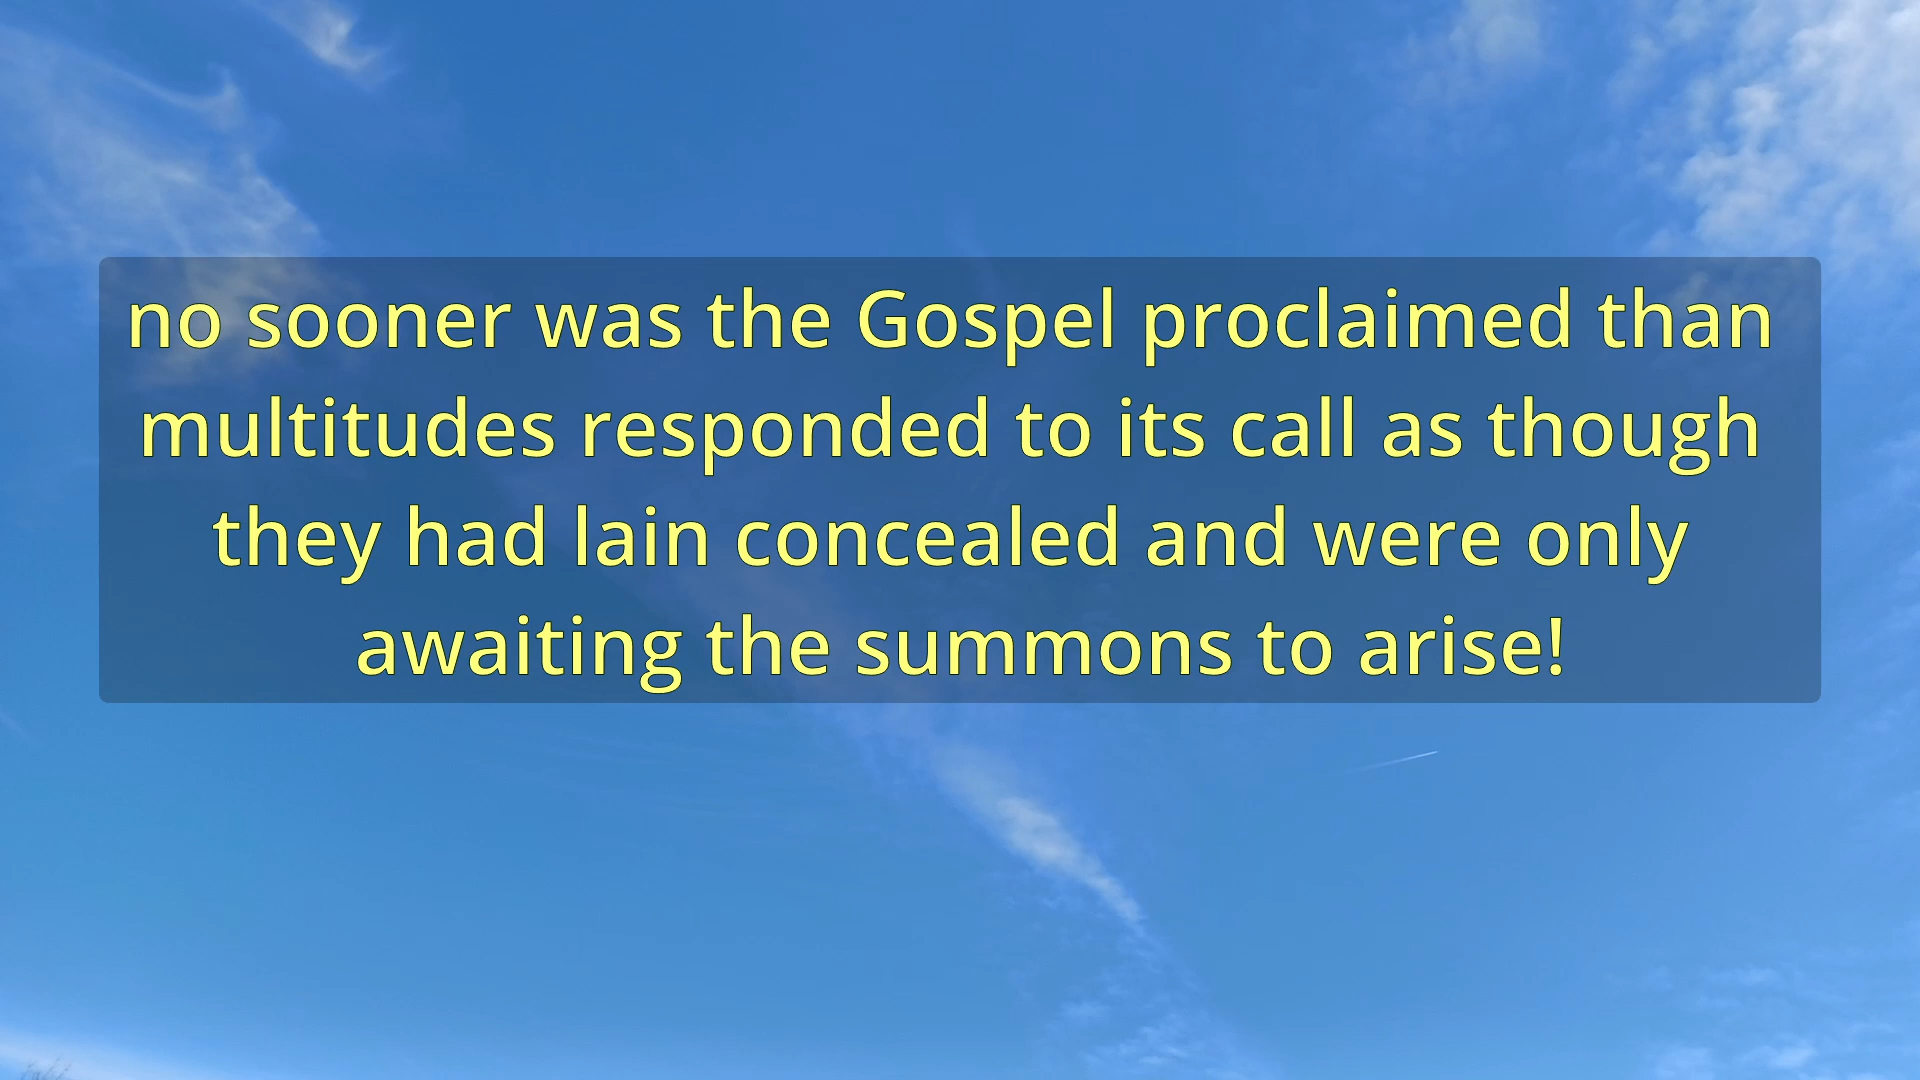 no sooner was the Gospel proclaimed than
multitudes responded to its call as though
they had lain concealed and were only
awaiting the summons to arise!